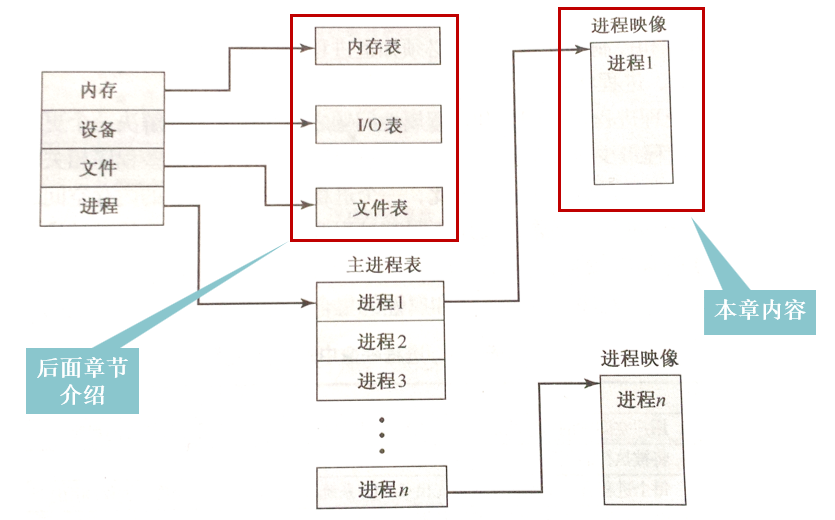 内存
设备
文件
进程
内存表
I/O 表
文件表
主进程表
进程1
进程2
进程3
进程n
进程映像
进程1
进程映像
进程n
后面章节
介绍
本章内容